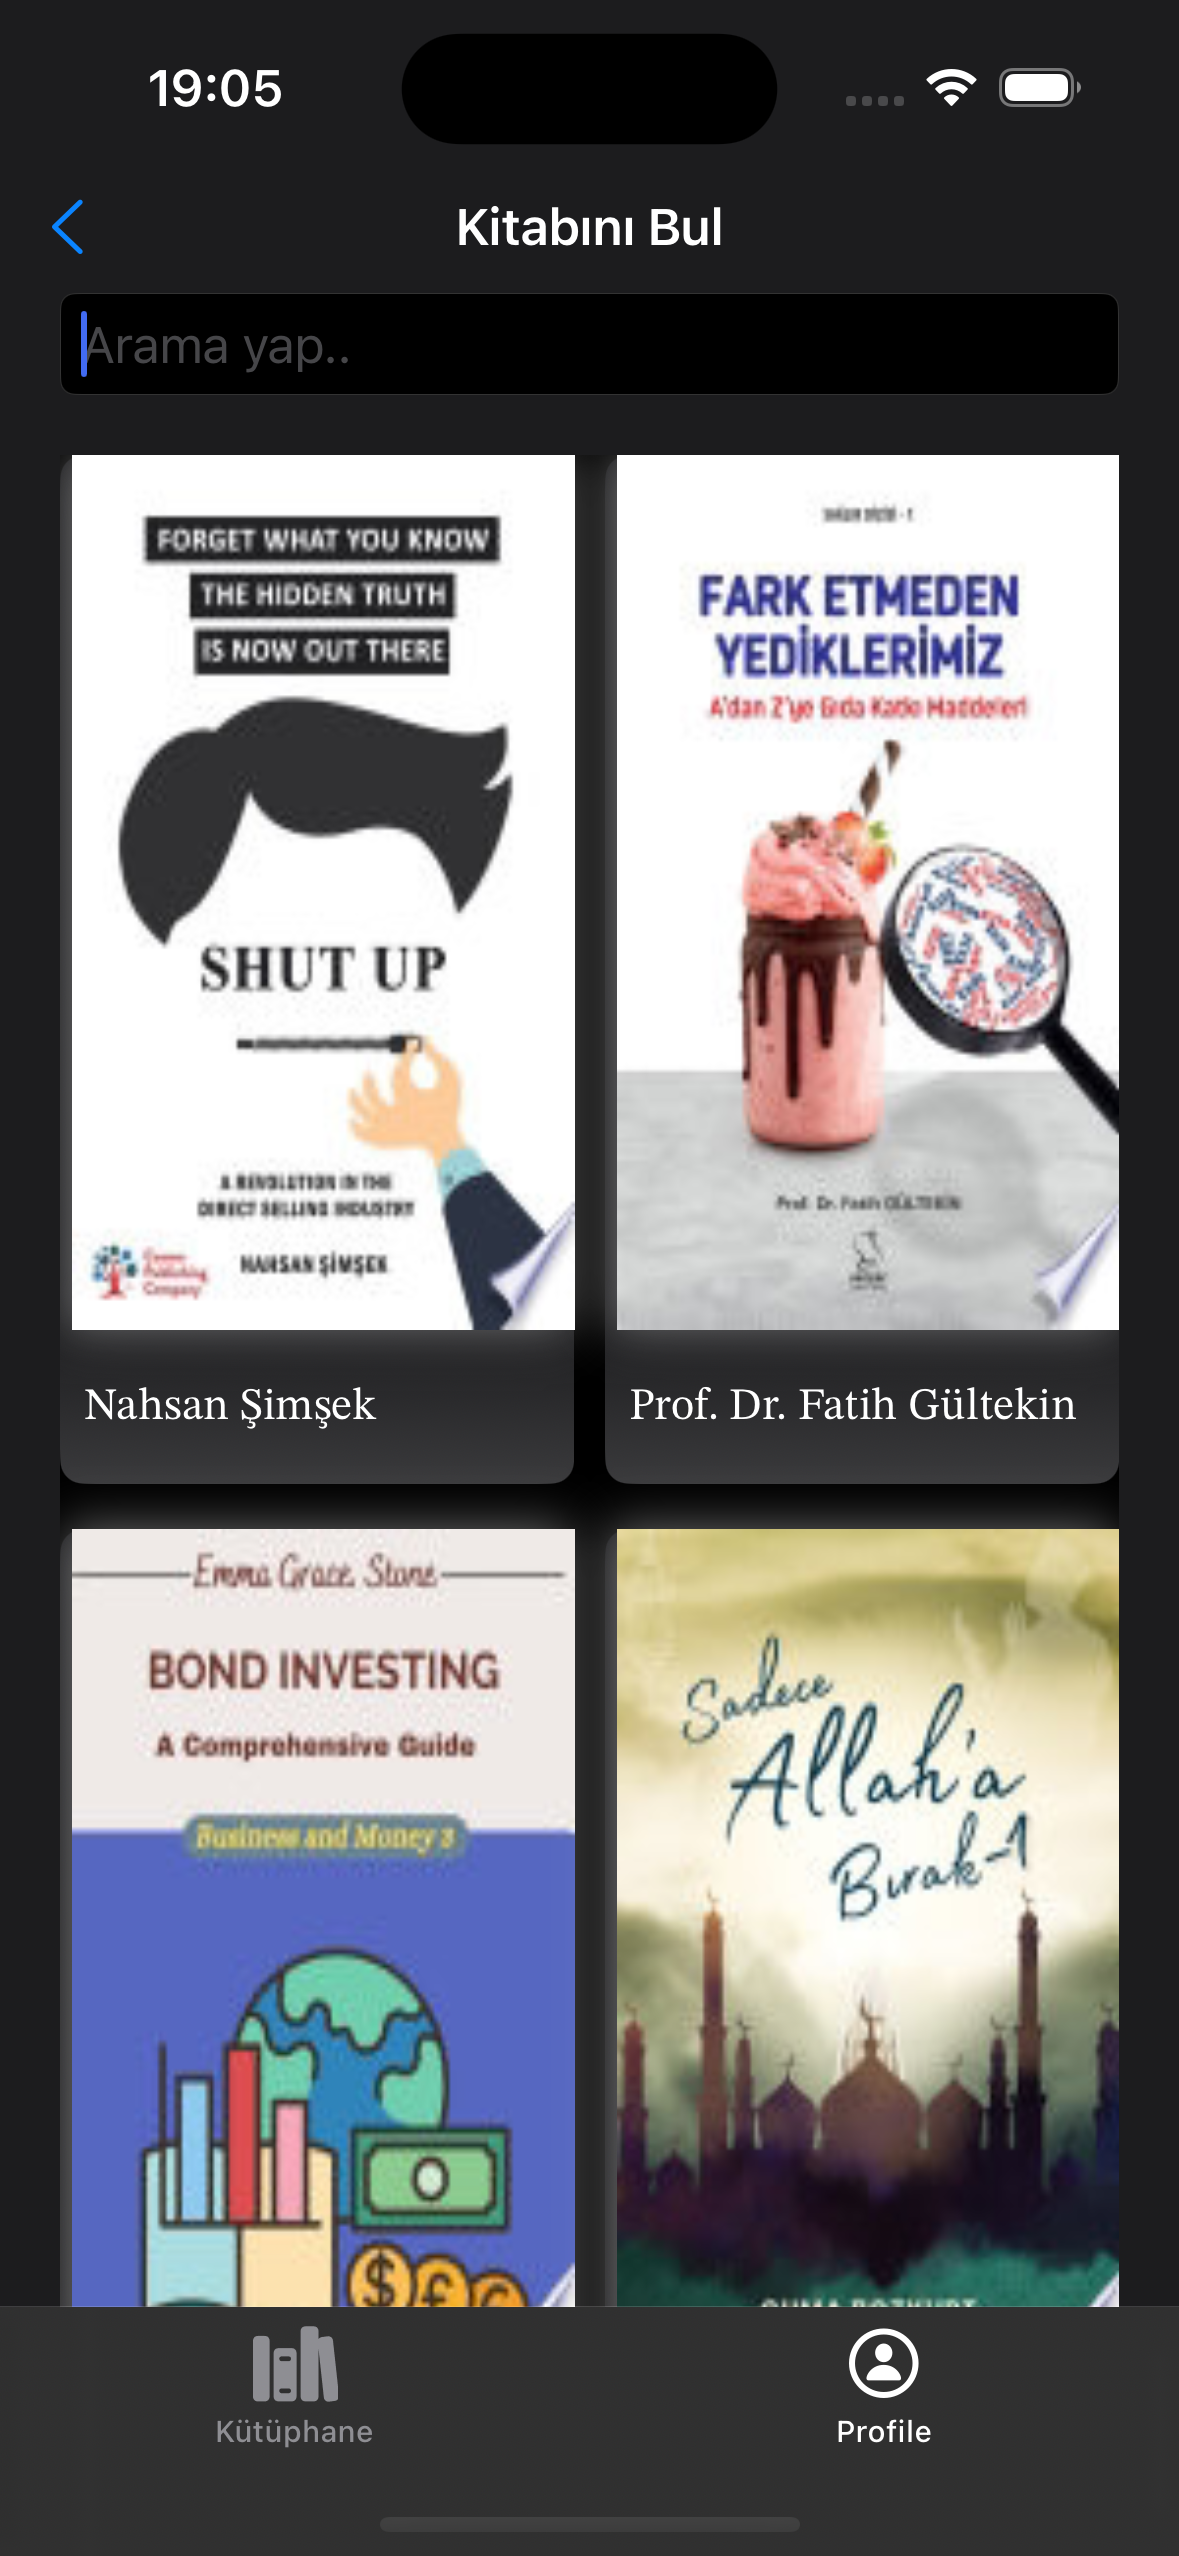 19:05
Kitabını Bul
Arama yap..
FORGET WHAT YOU KNOW
THE HIDDEN TRUTH
IS NOW OUT THERE
SHUT UP
A REVOLUTION IN THE
DIRECT SELLING INDUSTRY
NAHSAN ŞİMŞEK
Publishing
Company
FARK ETMEDEN
YEDİKLERİMİZ
A'dan Z'ye Gıda Katkı Maddeleri
Prof. Dr. Fatih GÜLTEKİN
Nahsan Şimşek
Prof. Dr. Fatih Gültekin
Emma Grace Stone
BOND INVESTING
A Comprehensive Guide
Business and Money 3
Sadece
Allah'a
Bırak-1
Kütüphane
Profile